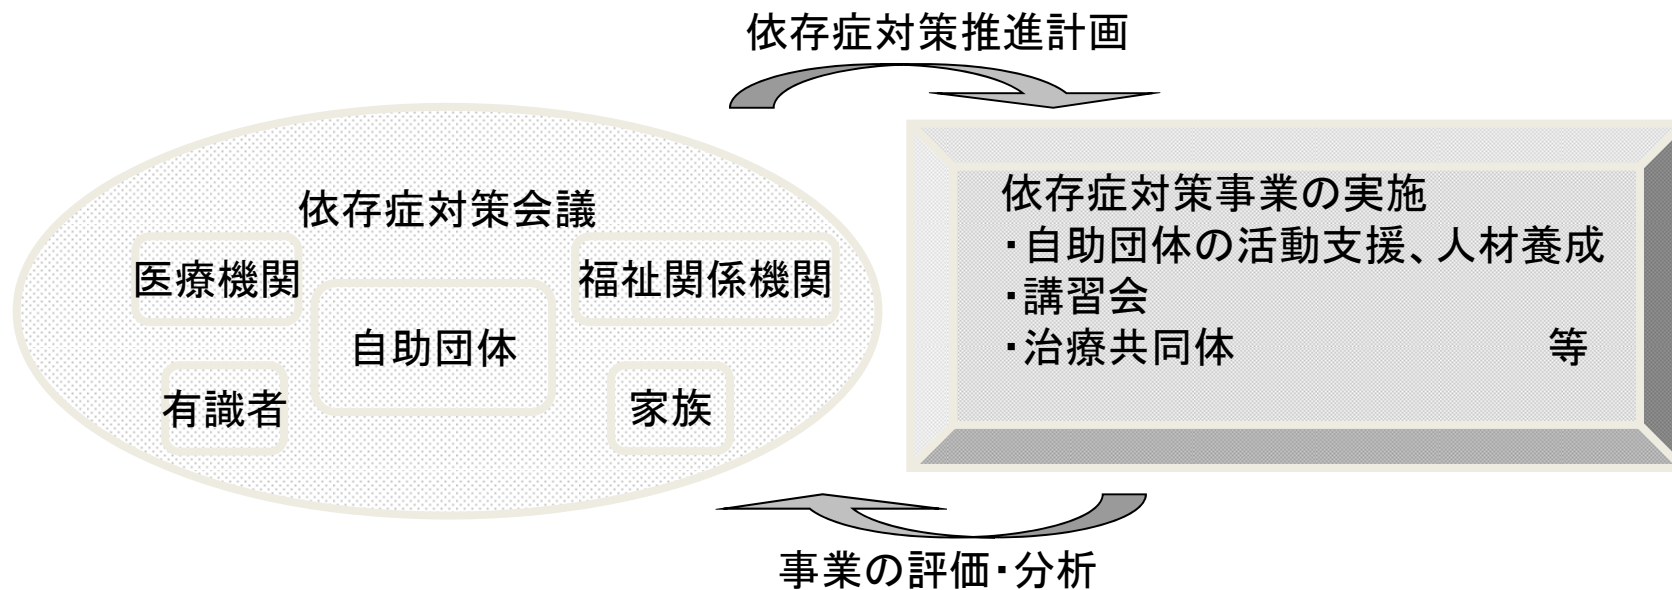 依存症対策推進計画
依存症対策会議
医療機関
福祉関係機関
自助団体
有識者
家族
依存症対策事業の実施
・自助団体の活動支援、人材養成
・講習会
・治療共同体 等
事業の評価・分析